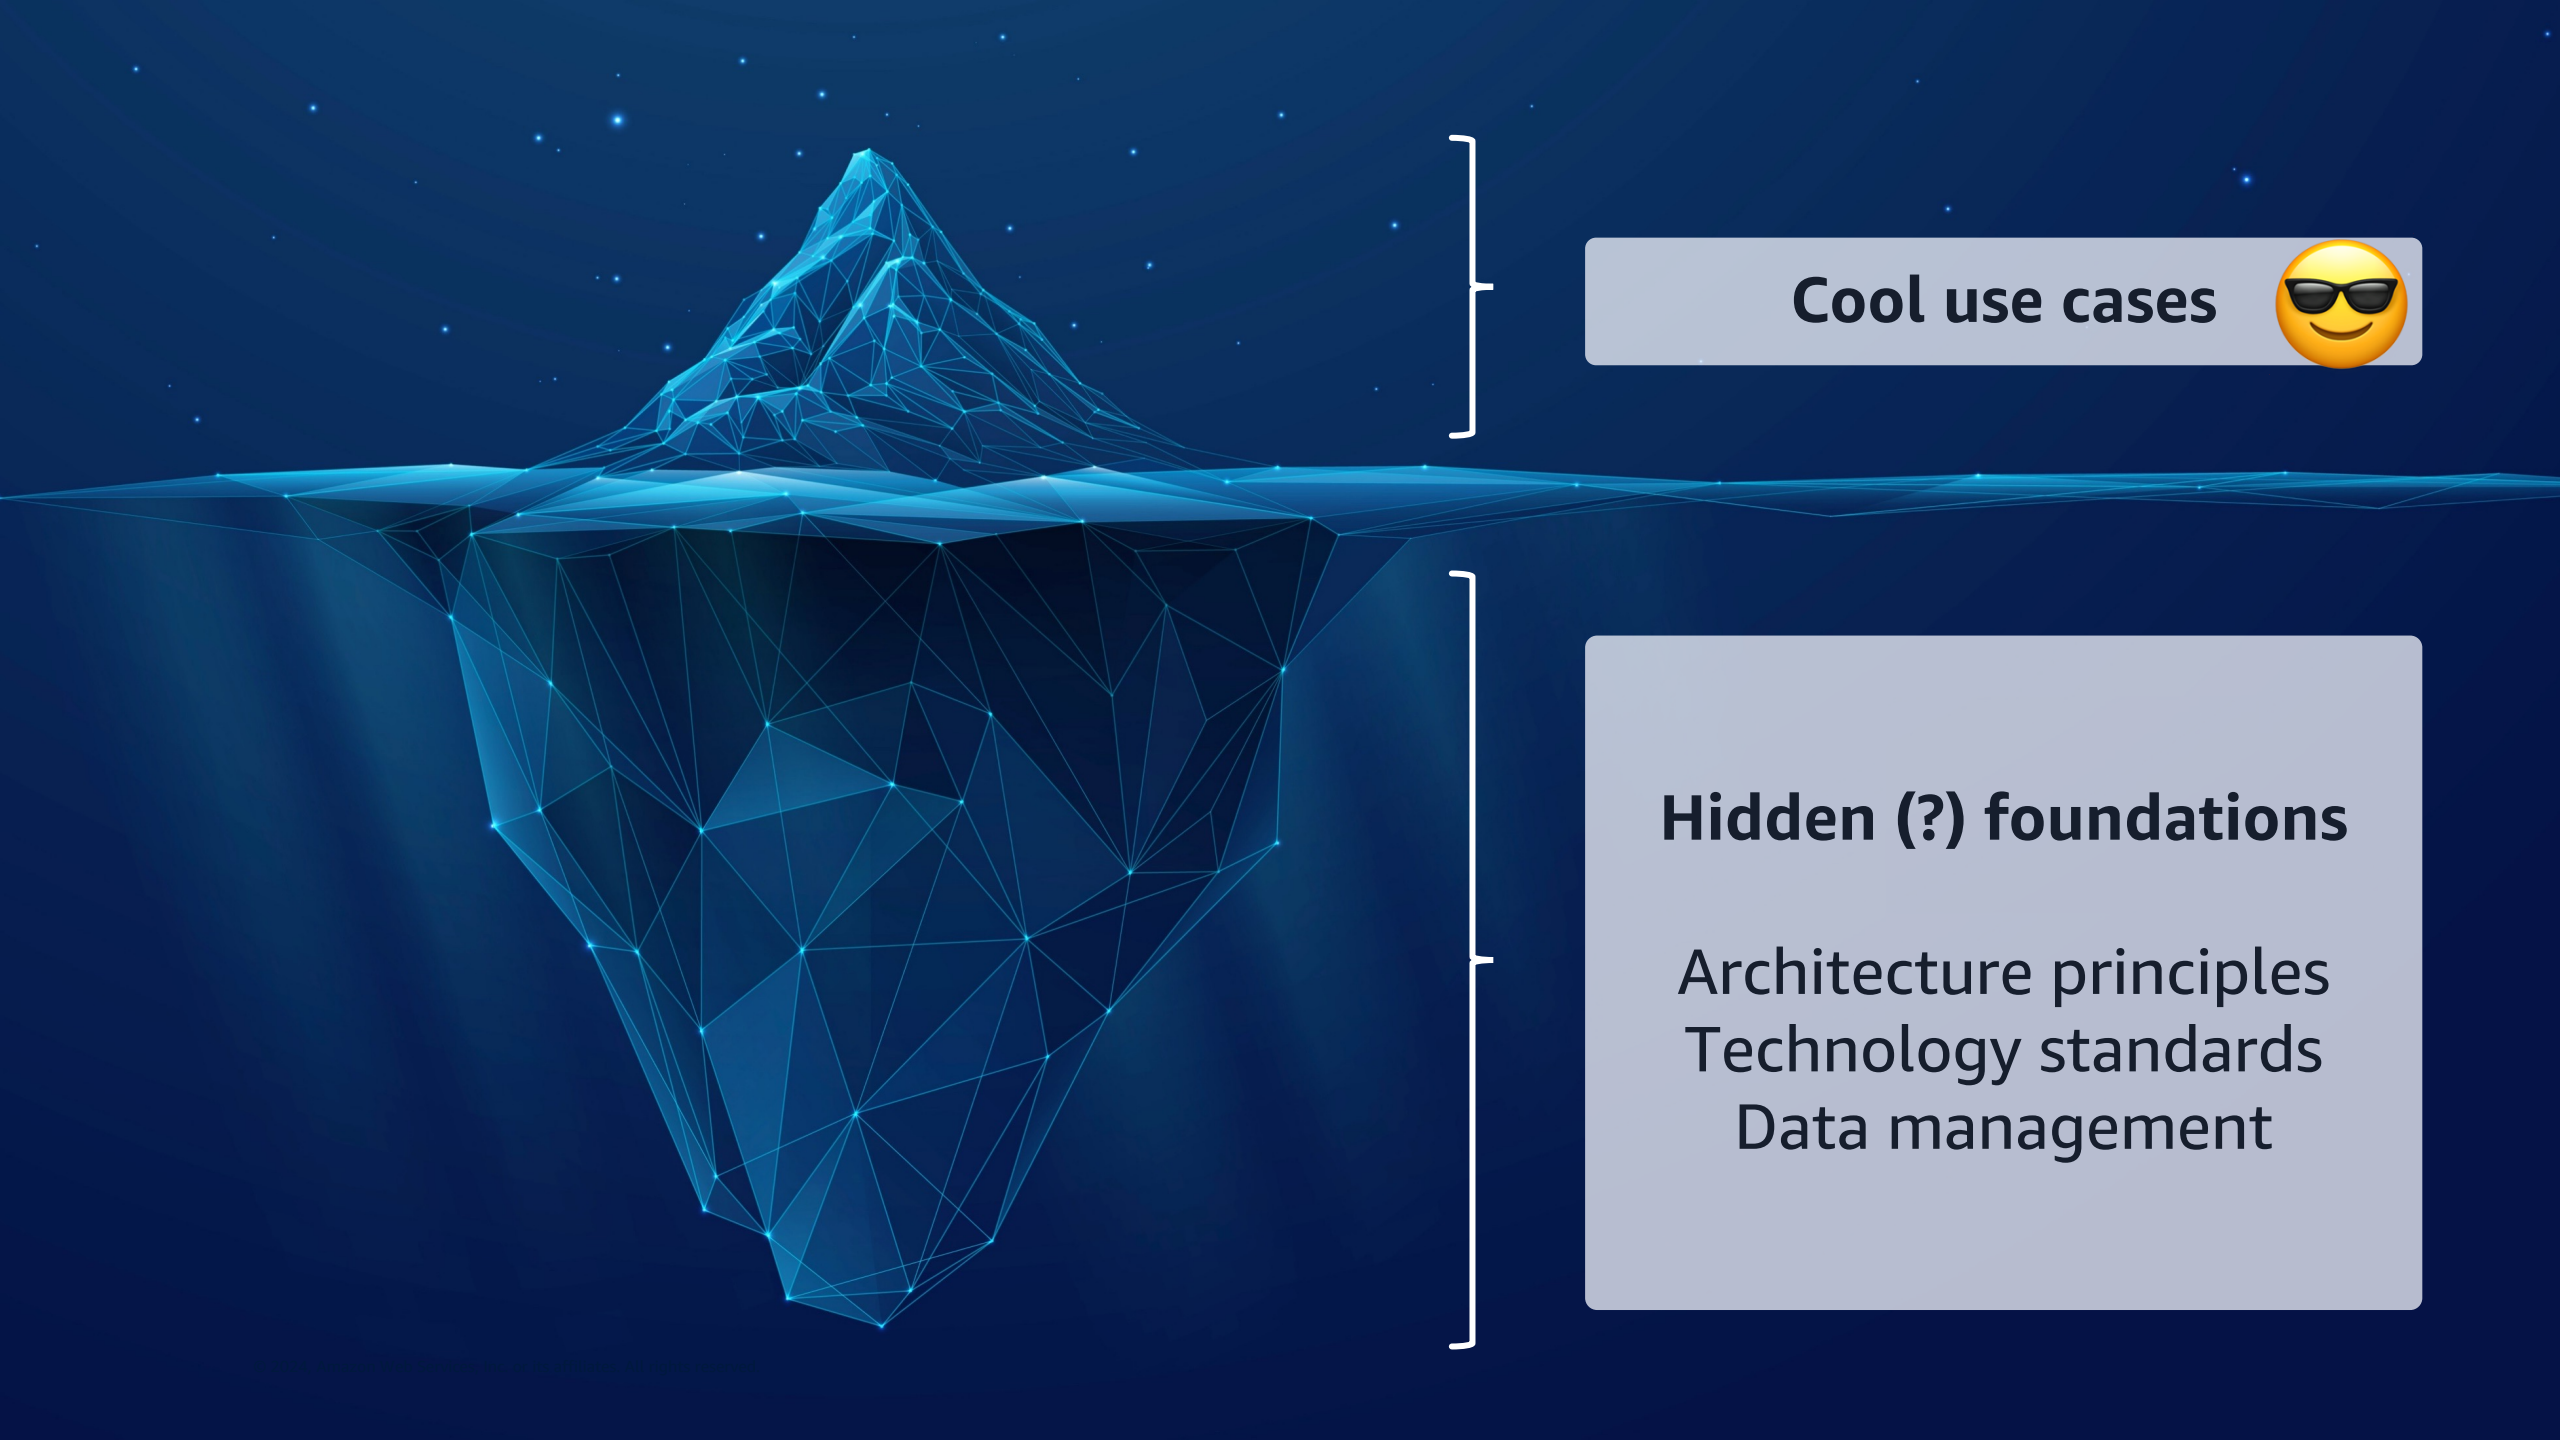 Cool use cases
Hidden (?) foundations
Architecture principles
Technology standards
Data management